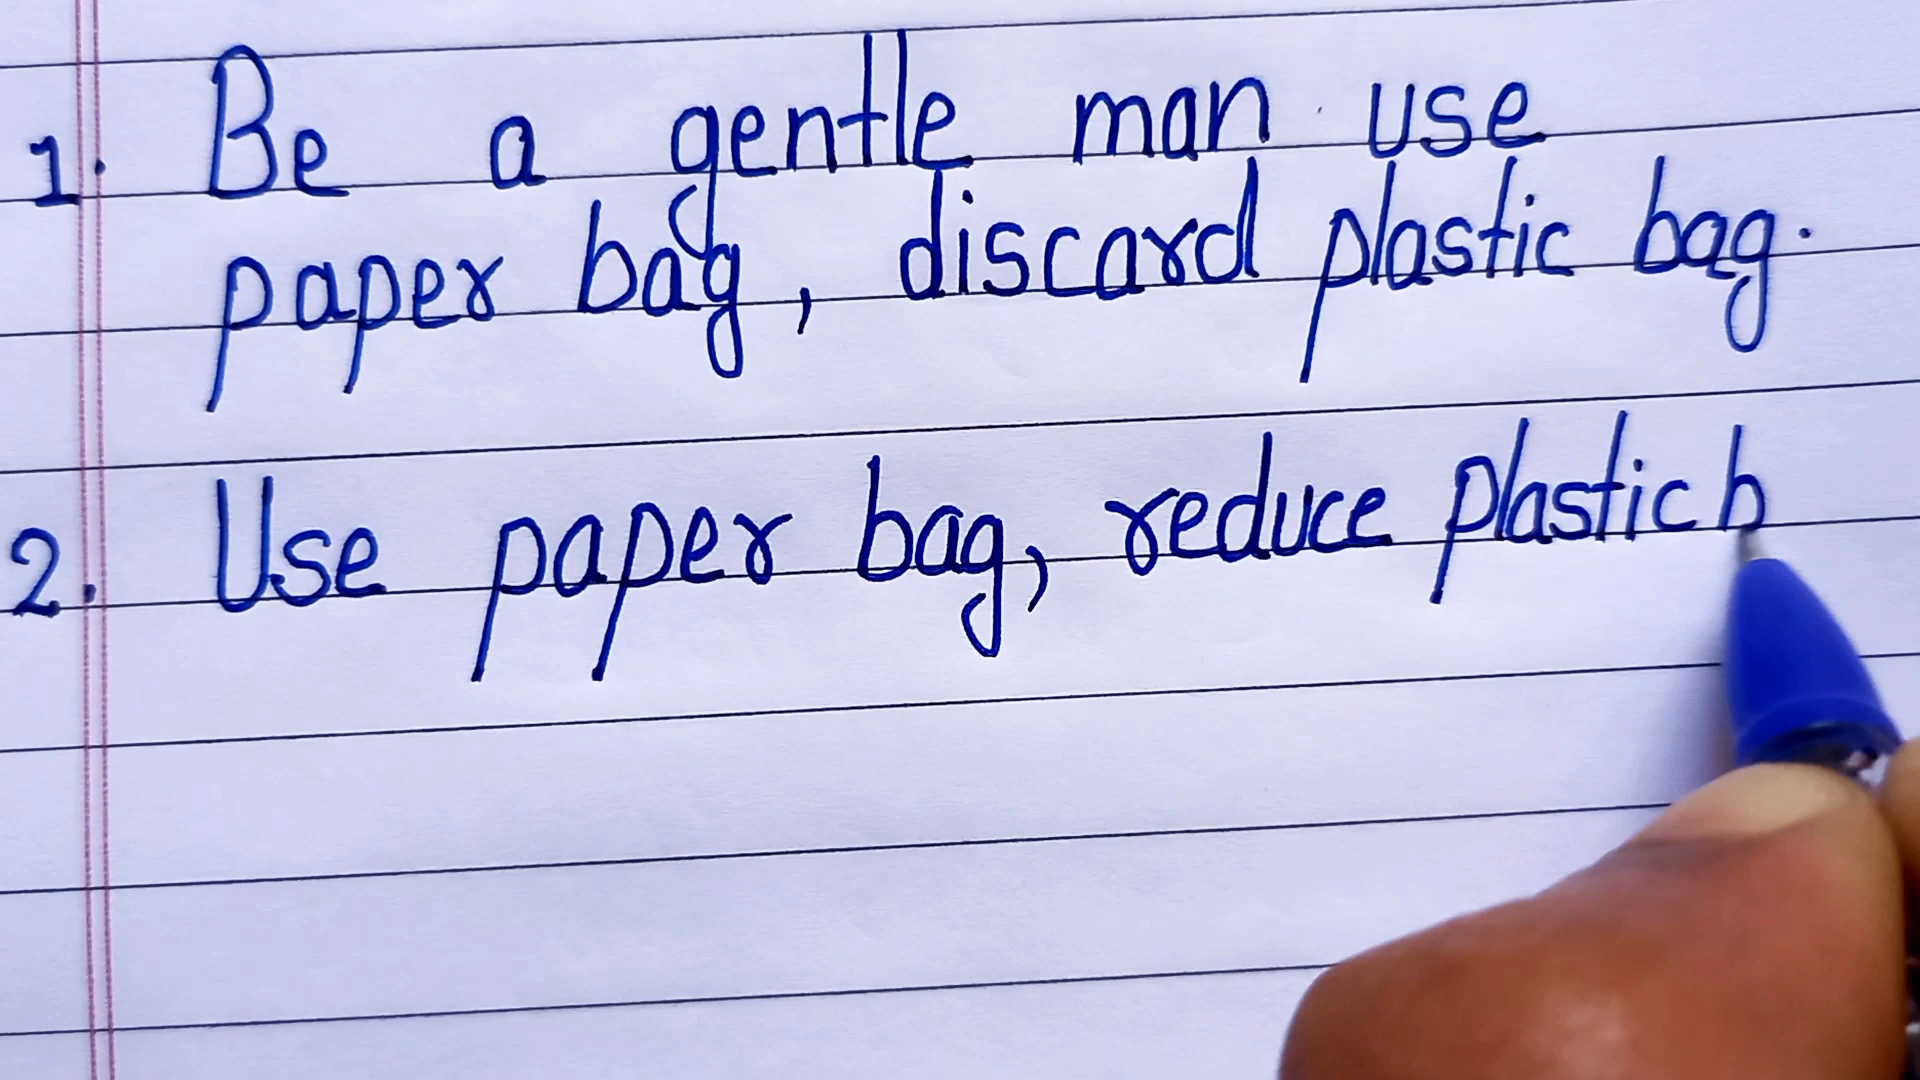 1. Be a gentle man use
paper bag, discard plastic bag.
2. Use paper bag, reduce plastic b